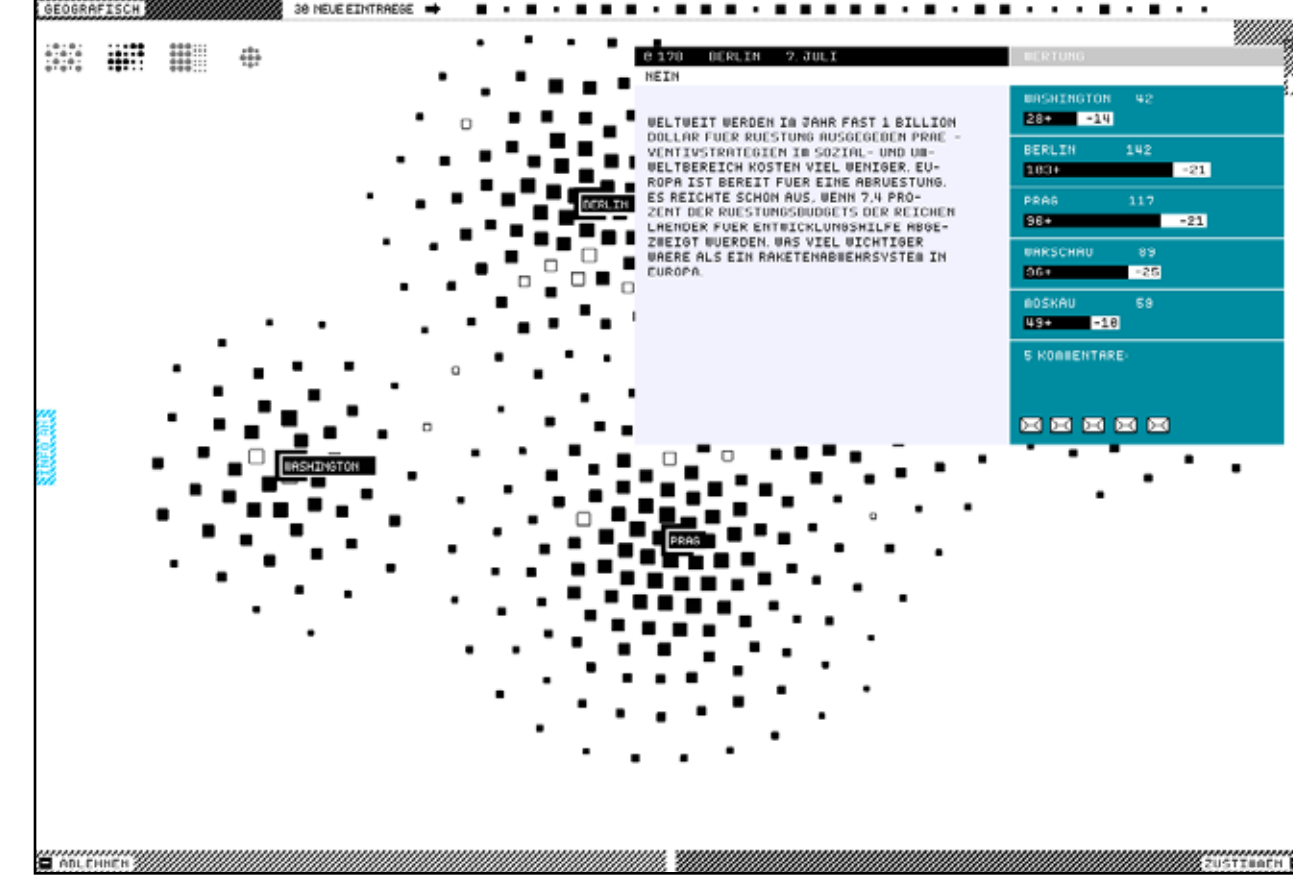 GEOGRAFISCH
30 NEUE EINTRAEGE
0 170 BERLIN 7. JULI
WERTUNG
NEIN
WELTWEIT WERDEN IM JAHR FAST 1 BILLION
DOLLAR FUER RUESTUNG AUSGEGEBEN PRAE -
VENTIVSTRATEGIEN IM SOZIAL- UND UM-
WELTBEREICH KOSTEN VIEL WENIGER. EU-
ROPA IST BEREIT FUER EINE ABRUESTUNG.
ES REICHTE SCHON AUS, WENN 7,4 PRO-
ZENT DER RUESTUNGSBUDGETS DER REICHEN
LAENDER FUER ENTWICKLUNGSHILFE ABGE-
ZWEIGT WUERDEN. WAS VIEL WICHTIGER
WAERE ALS EIN RAKETENABWEHRSYSTEM IN
EUROPA.
WASHINGTON 42
28+ -14
BERLIN 142
103+ -21
PRAG 117
96+ -21
WARSCHAU 89
96+ -25
MOSKAU 59
49+ -10
5 KOMMENTARE:
BERLIN
WASHINGTON
PRAG
ABLEHNEN
ZUSTIMMEN